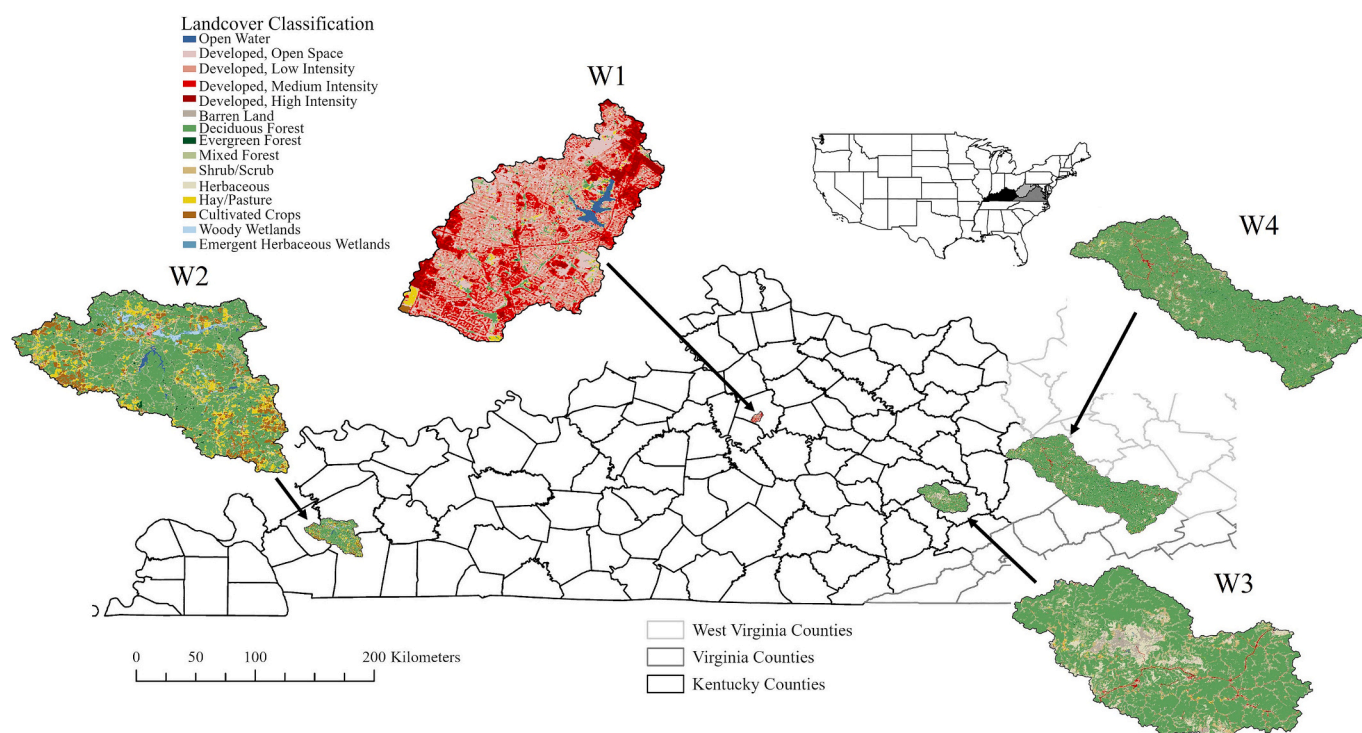 Landcover Classification
Open Water
Developed, Open Space
Developed, Low Intensity
Developed, Medium Intensity
Developed, High Intensity
Barren Land
Deciduous Forest
Evergreen Forest
Mixed Forest
Shrub/Scrub
Herbaceous
Hay/Pasture
Cultivated Crops
Woody Wetlands
Emergent Herbaceous Wetlands
W1
W2
W4
W3
West Virginia Counties
Virginia Counties
Kentucky Counties
0 50 100 200 Kilometers